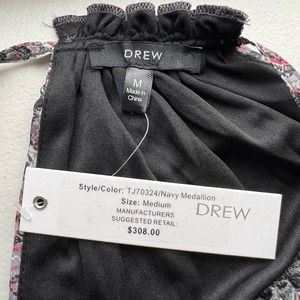 DREW
M
Made in
China
Style/Color: TJ70324/Navy Medallion
Size: Medium
MANUFACTURERS
SUGGESTED RETAIL:
$308.00
DREW